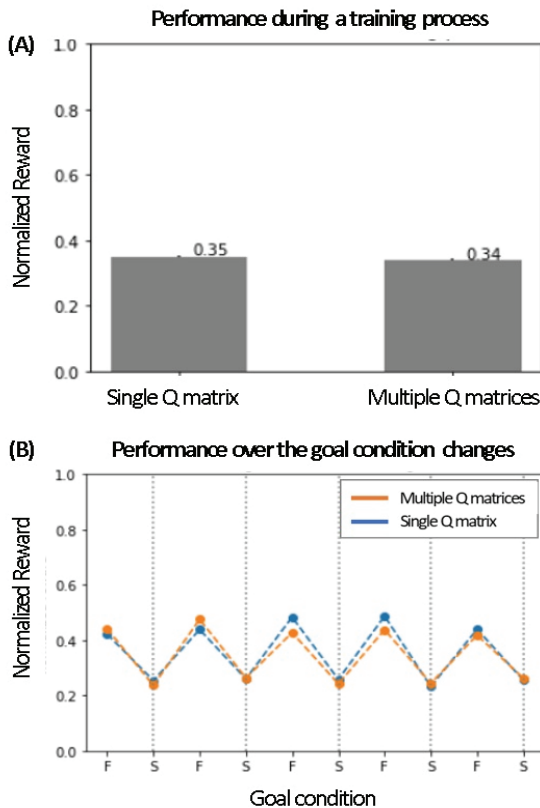 Performance during a training process
(A)
Normalized Reward
1.0
0.8
0.6
0.4
0.2
0.0
0.35
0.34
Single Q matrix
Multiple Q matrices
(B)
Performance over the goal condition changes
Normalized Reward
1.0
0.8
0.6
0.4
0.2
0.0
Multiple Q matrices
Single Q matrix
F S F S F S F S F S
Goal condition